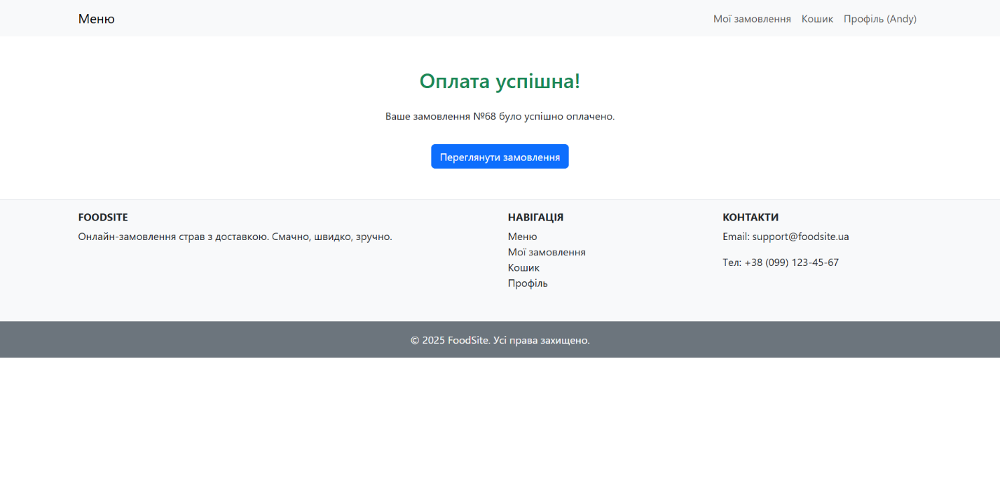 Меню
Мої замовлення Кошик Профіль (Andy)
Оплата успішна!
Ваше замовлення №68 було успішно оплачено.
Переглянути замовлення
FOODSITE
Онлайн-замовлення страв з доставкою. Смачно, швидко, зручно.
НАВІГАЦІЯ
Меню
Мої замовлення
Кошик
Профіль
КОНТАКТИ
Email: support@foodsite.ua
Тел: +38 (099) 123-45-67
© 2025 FoodSite. Усі права захищено.